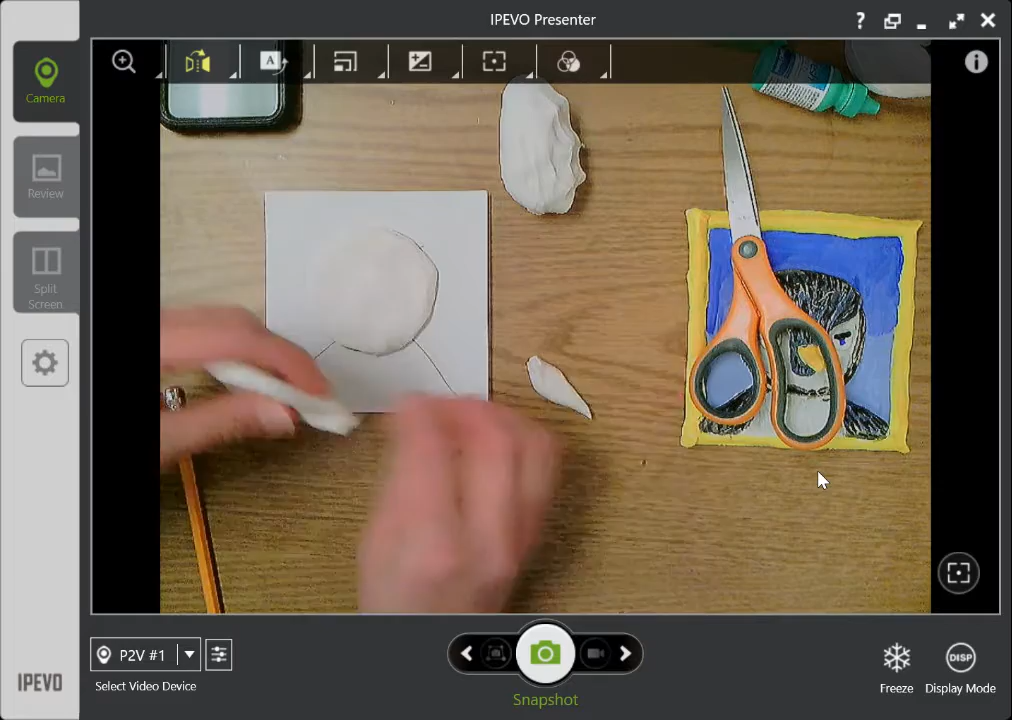 IPEVO Presenter
?
Camera
A
i
Review
Split
Screen
P2V #1
DISP
IPEVO
Select Video Device
Snapshot
Freeze
Display Mode